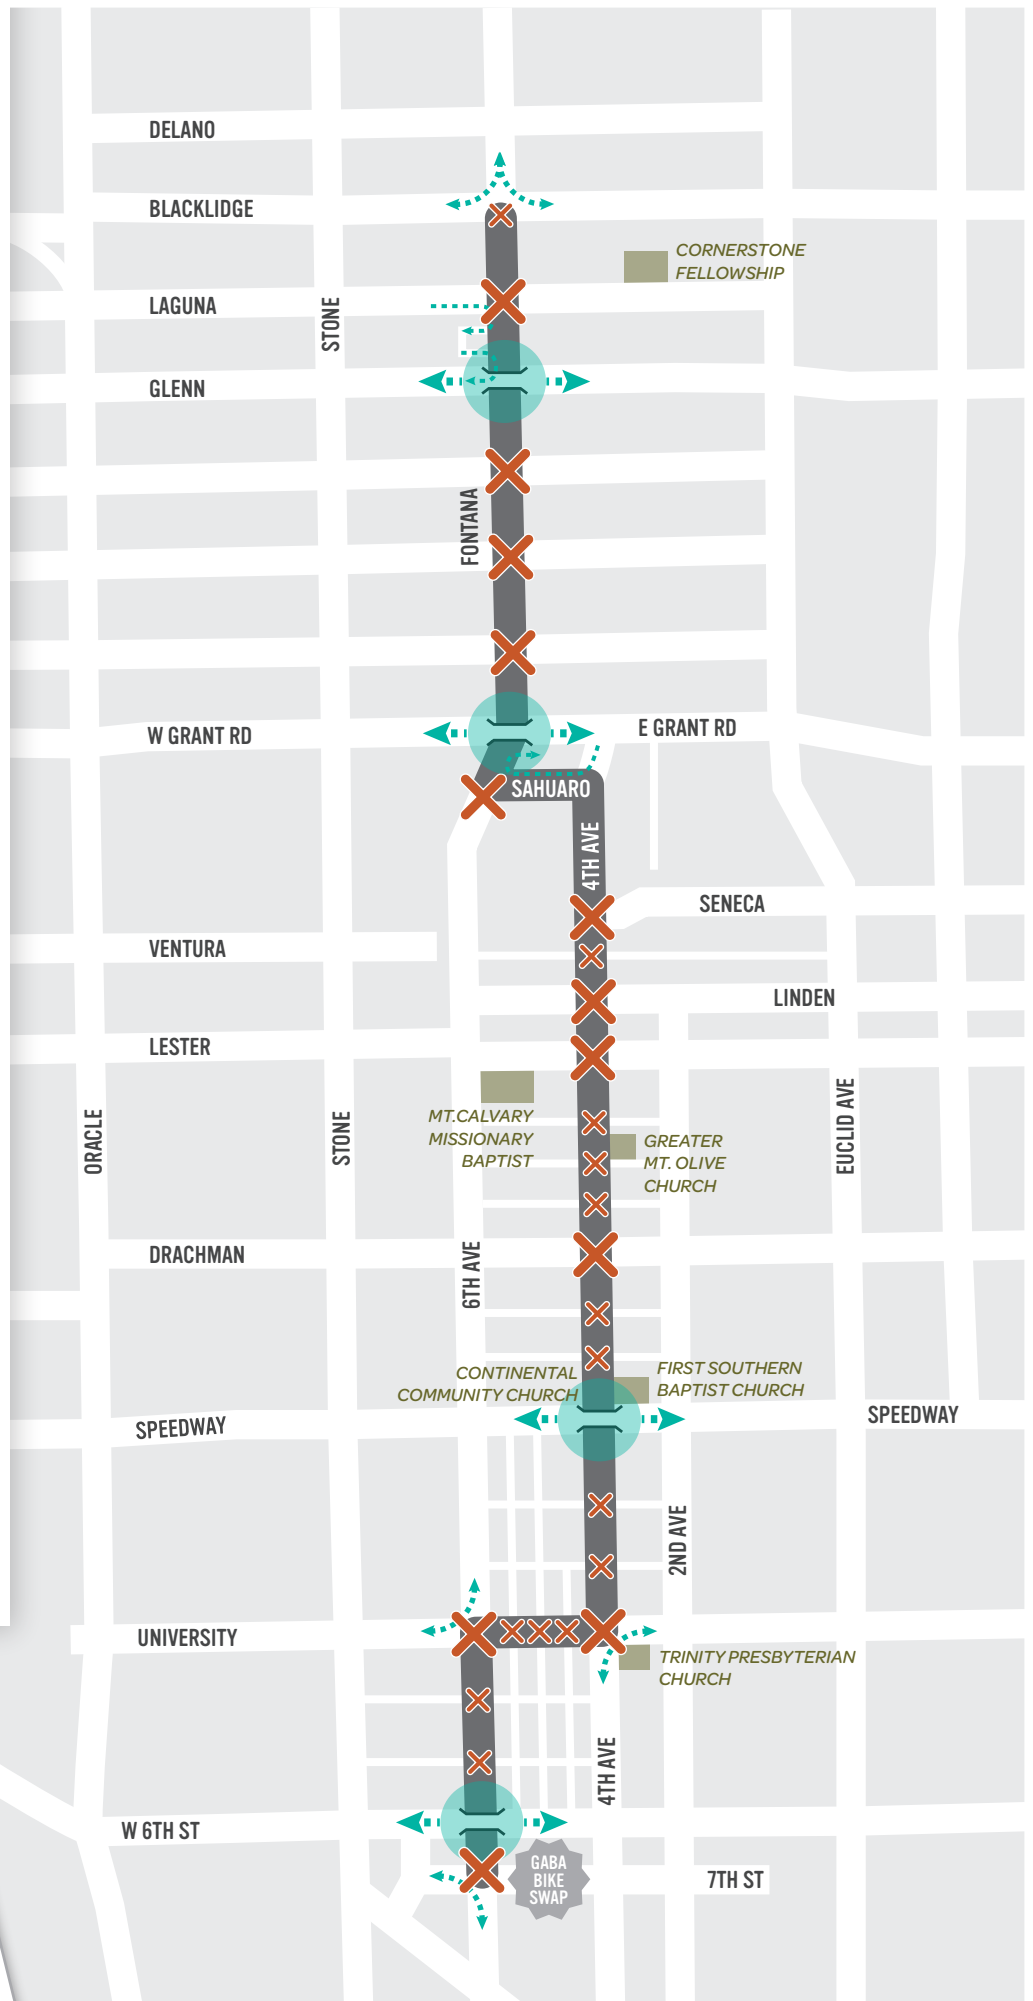 DELANO
BLACKLIDGE
CORNERSTONE
FELLOWSHIP
LAGUNA
STONE
GLENN
FONTANA
W GRANT RD
E GRANT RD
SAHUARO
4TH AVE
SENECA
VENTURA
LINDEN
LESTER
ORACLE
STONE
MT.CALVARY
MISSIONARY
BAPTIST
GREATER
MT. OLIVE
CHURCH
EUCLID AVE
DRACHMAN
6TH AVE
CONTINENTAL
COMMUNITY CHURCH
FIRST SOUTHERN
BAPTIST CHURCH
SPEEDWAY
SPEEDWAY
2ND AVE
UNIVERSITY
TRINITY PRESBYTERIAN
CHURCH
4TH AVE
W 6TH ST
GABA
BIKE
SWAP
7TH ST